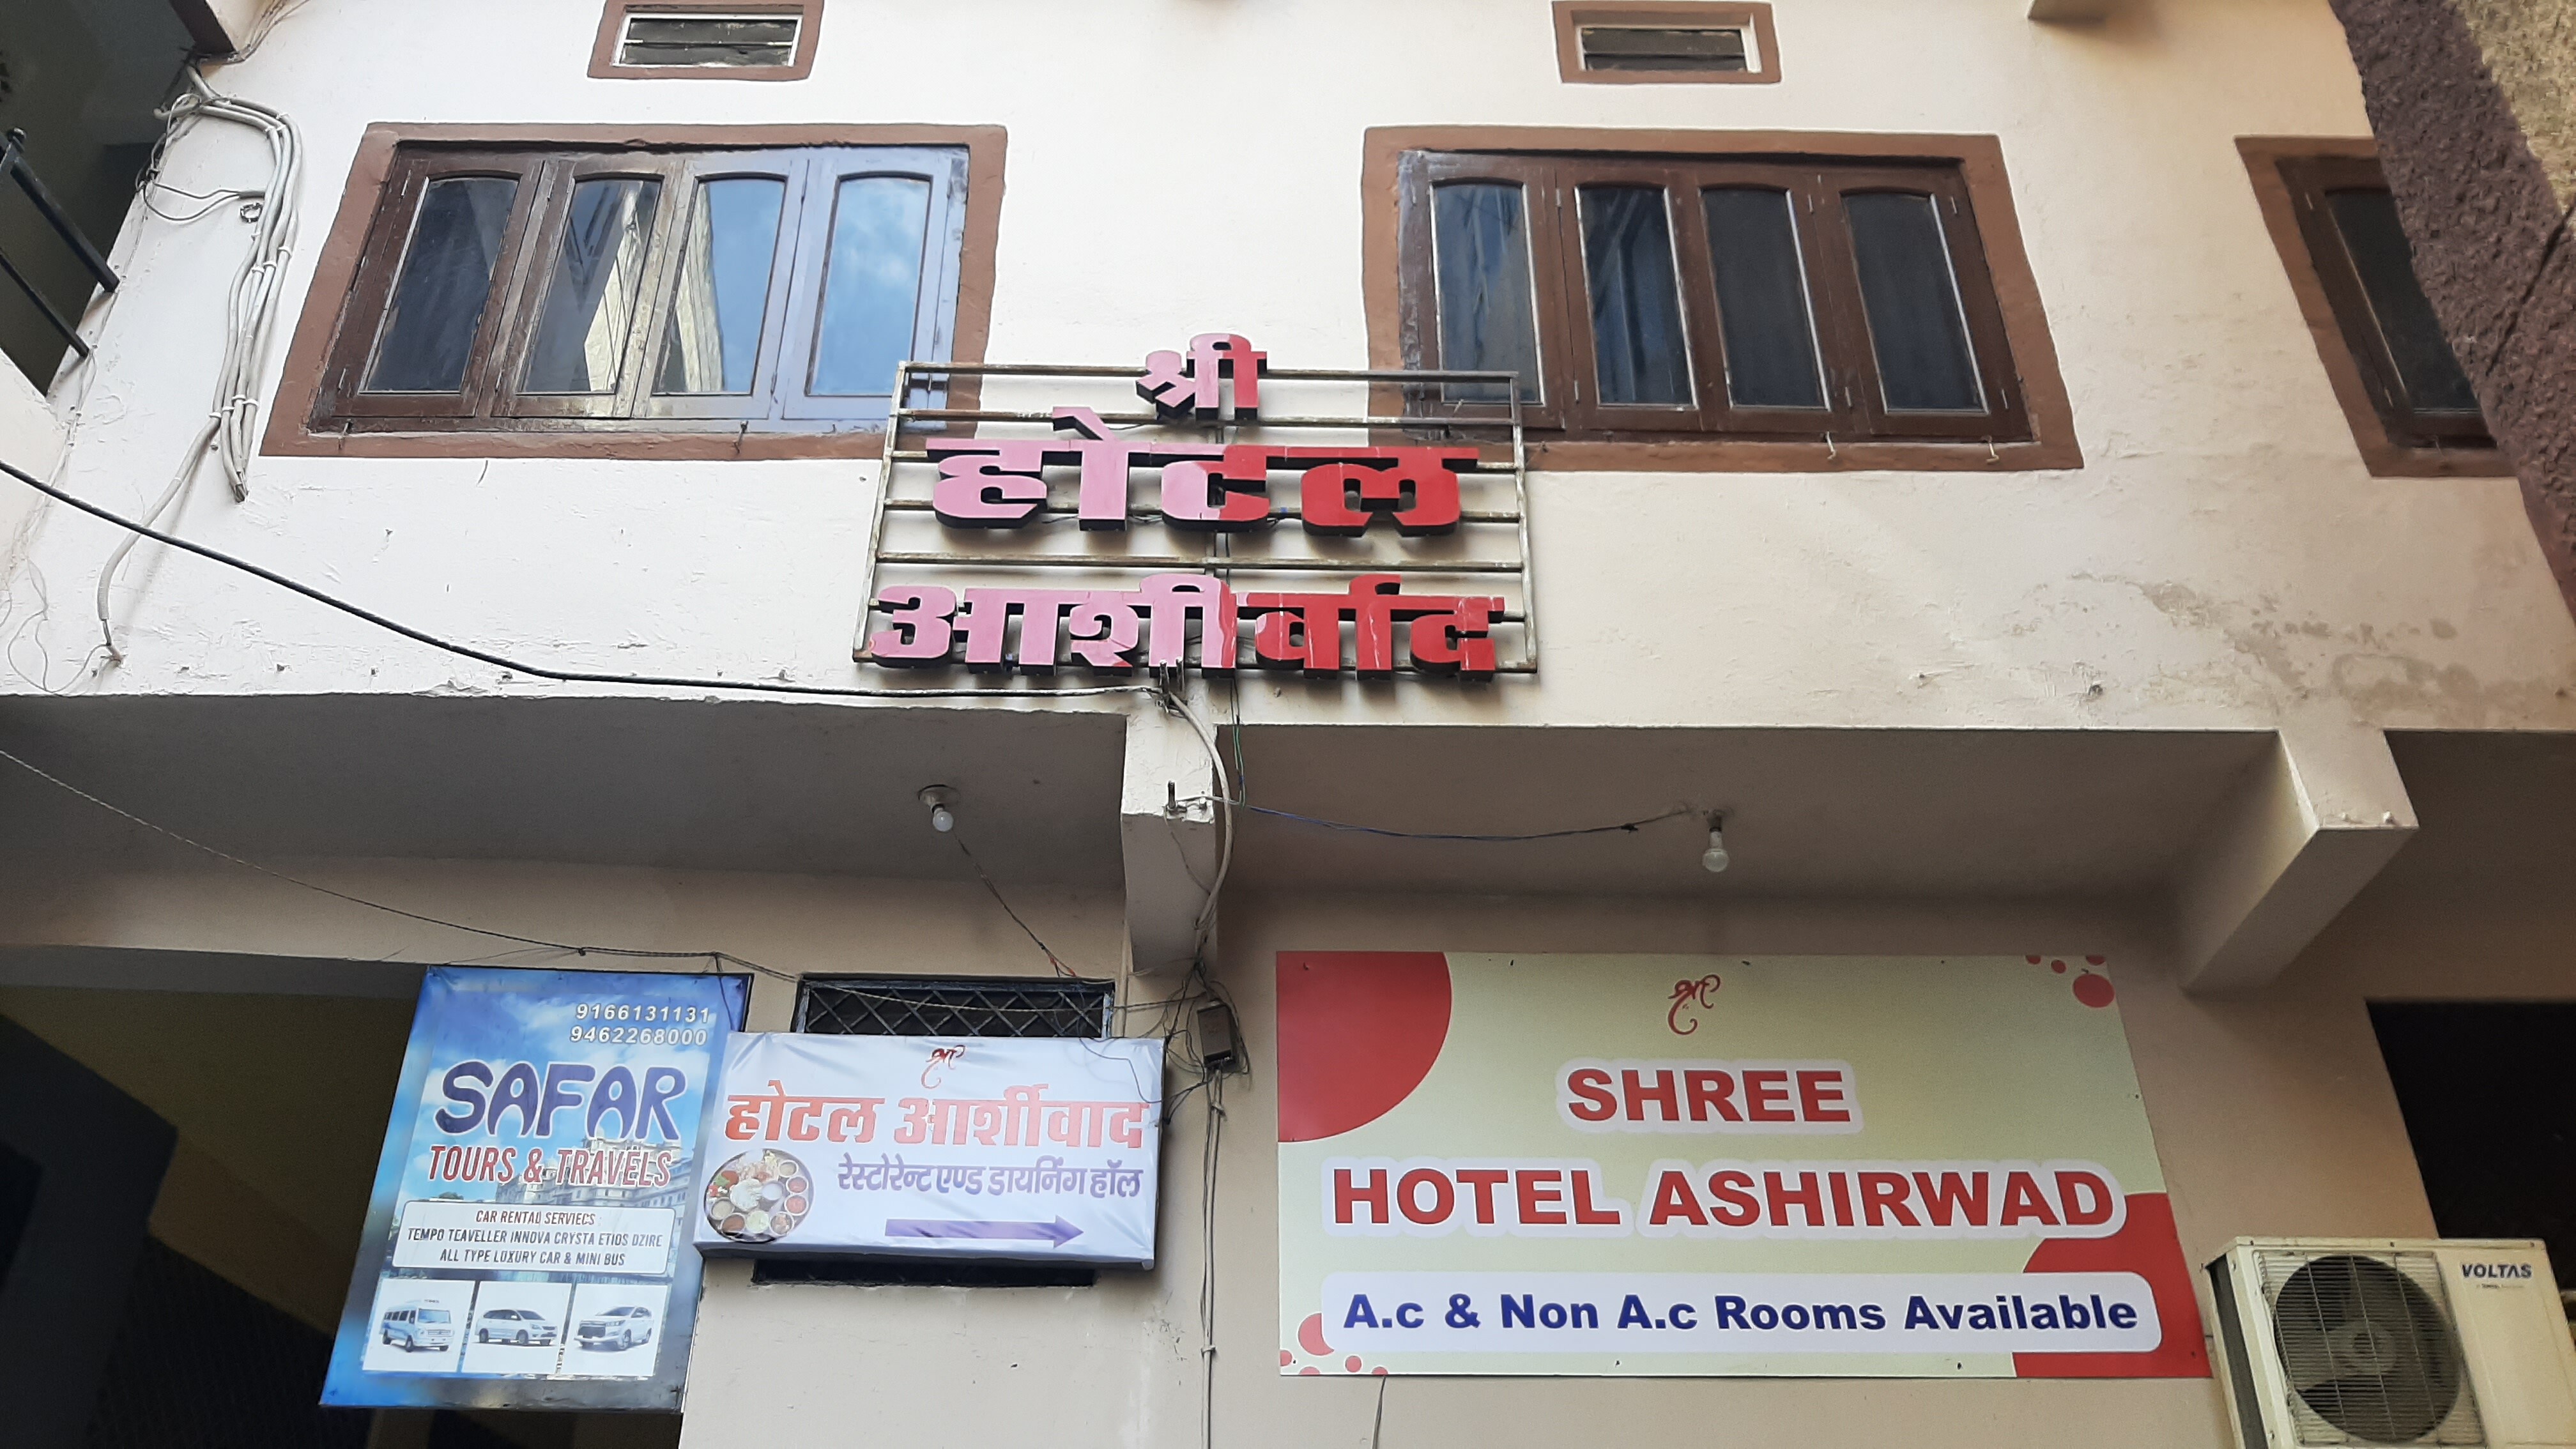 श्री
होटल
आशीर्वाद
9166131131
9462268000
SAFAR
TOURS & TRAVELS
CAR RENTAL SERVIECS
TEMPO TEAVELLER INNOVA CRYSTA ETIOS DZIRE
ALL TYPE LUXURY CAR & MINI BUS
श्री
होटल आर्शीवाद
रेस्टोरेन्ट एण्ड डायनिंग हॉल
श्री
SHREE
HOTEL ASHIRWAD
A.c & Non A.c Rooms Available
VOLTAS